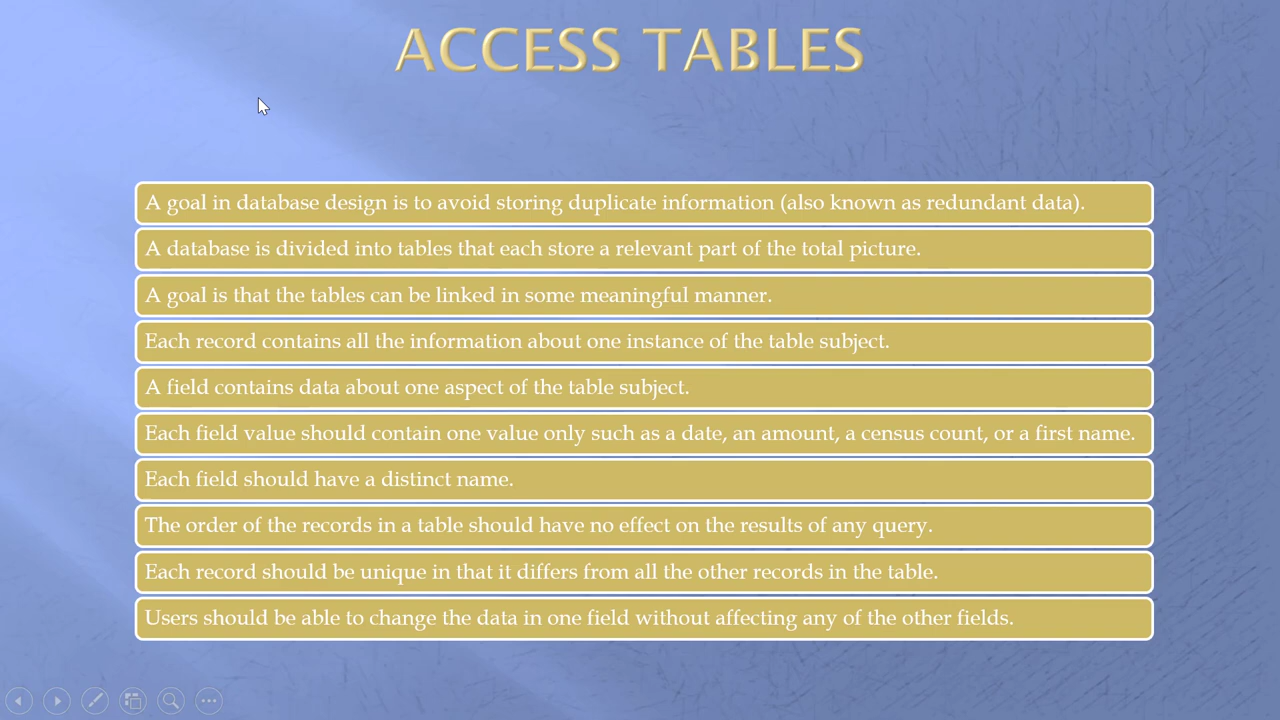 ACCESS TABLES
A goal in database design is to avoid storing duplicate information (also known as redundant data).
A database is divided into tables that each store a relevant part of the total picture.
A goal is that the tables can be linked in some meaningful manner.
Each record contains all the information about one instance of the table subject.
A field contains data about one aspect of the table subject.
Each field value should contain one value only such as a date, an amount, a census count, or a first name.
Each field should have a distinct name.
The order of the records in a table should have no effect on the results of any query.
Each record should be unique in that it differs from all the other records in the table.
Users should be able to change the data in one field without affecting any of the other fields.